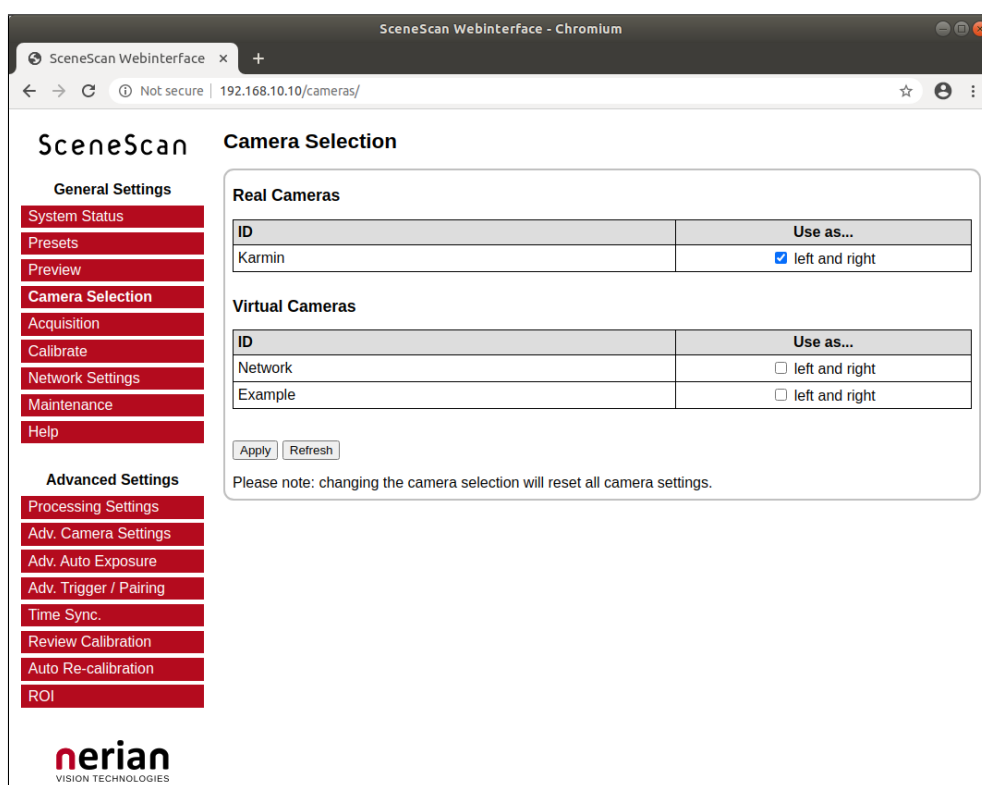 SceneScan Webinterface - Chromium
SceneScan Webinterface × +
Not secure | 192.168.10.10/cameras/
SceneScan
General Settings
System Status
Presets
Preview
Camera Selection
Acquisition
Calibrate
Network Settings
Maintenance
Help
Advanced Settings
Processing Settings
Adv. Camera Settings
Adv. Auto Exposure
Adv. Trigger / Pairing
Time Sync.
Review Calibration
Auto Re-calibration
ROI
nerian
VISION TECHNOLOGIES
Camera Selection
Real Cameras
ID Use as...
Karmin left and right
Virtual Cameras
ID Use as...
Network left and right
Example left and right
Apply Refresh
Please note: changing the camera selection will reset all camera settings.